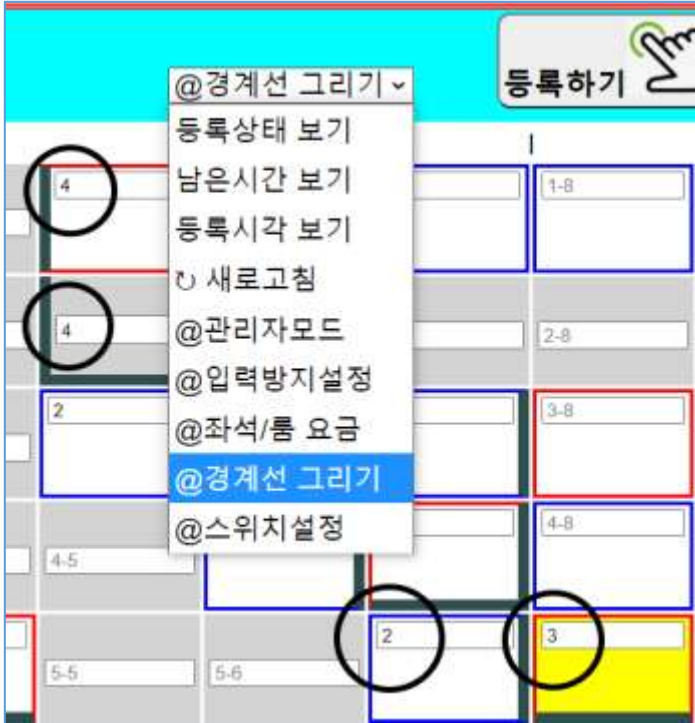 @경계선 그리기
등록하기
등록상태 보기
남은시간 보기
등록시각 보기
↻ 새로고침
@관리자모드
@입력방지설정
@좌석/룸 요금
@경계선 그리기
@스위치설정
4
1-8
4
2-8
2
3-8
4-5
4-8
5-5
5-6
2
3